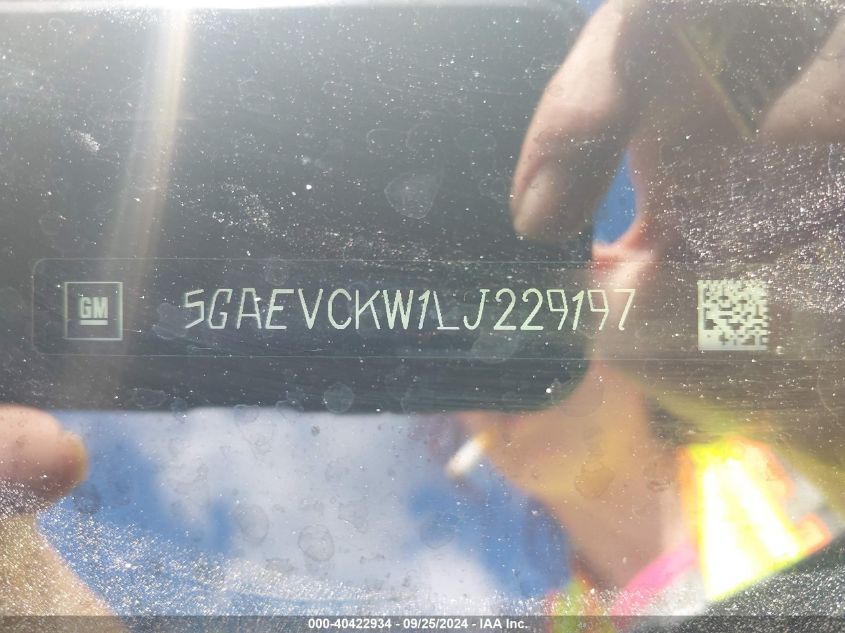 GM
5GAEVCKW1LJ229197
000-40422934 - 09/25/2024 - IAA Inc.